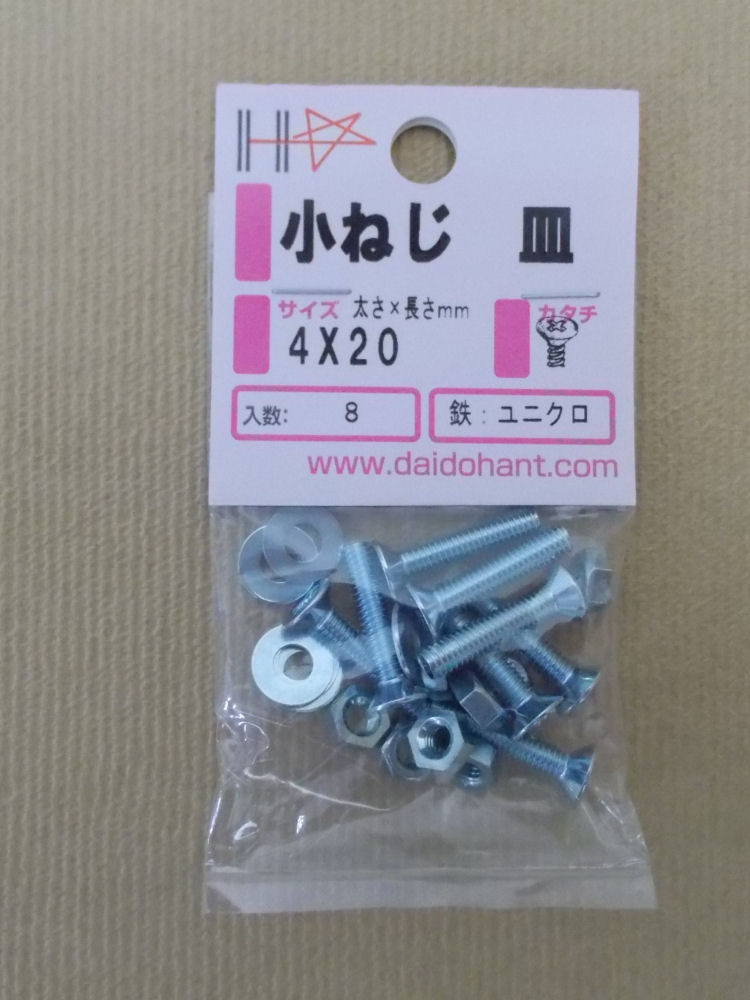 H
小ねじ 皿
サイズ 太さ×長さmm カタチ
4X20
入数: 8 鉄:ユニクロ
www.daidohant.com